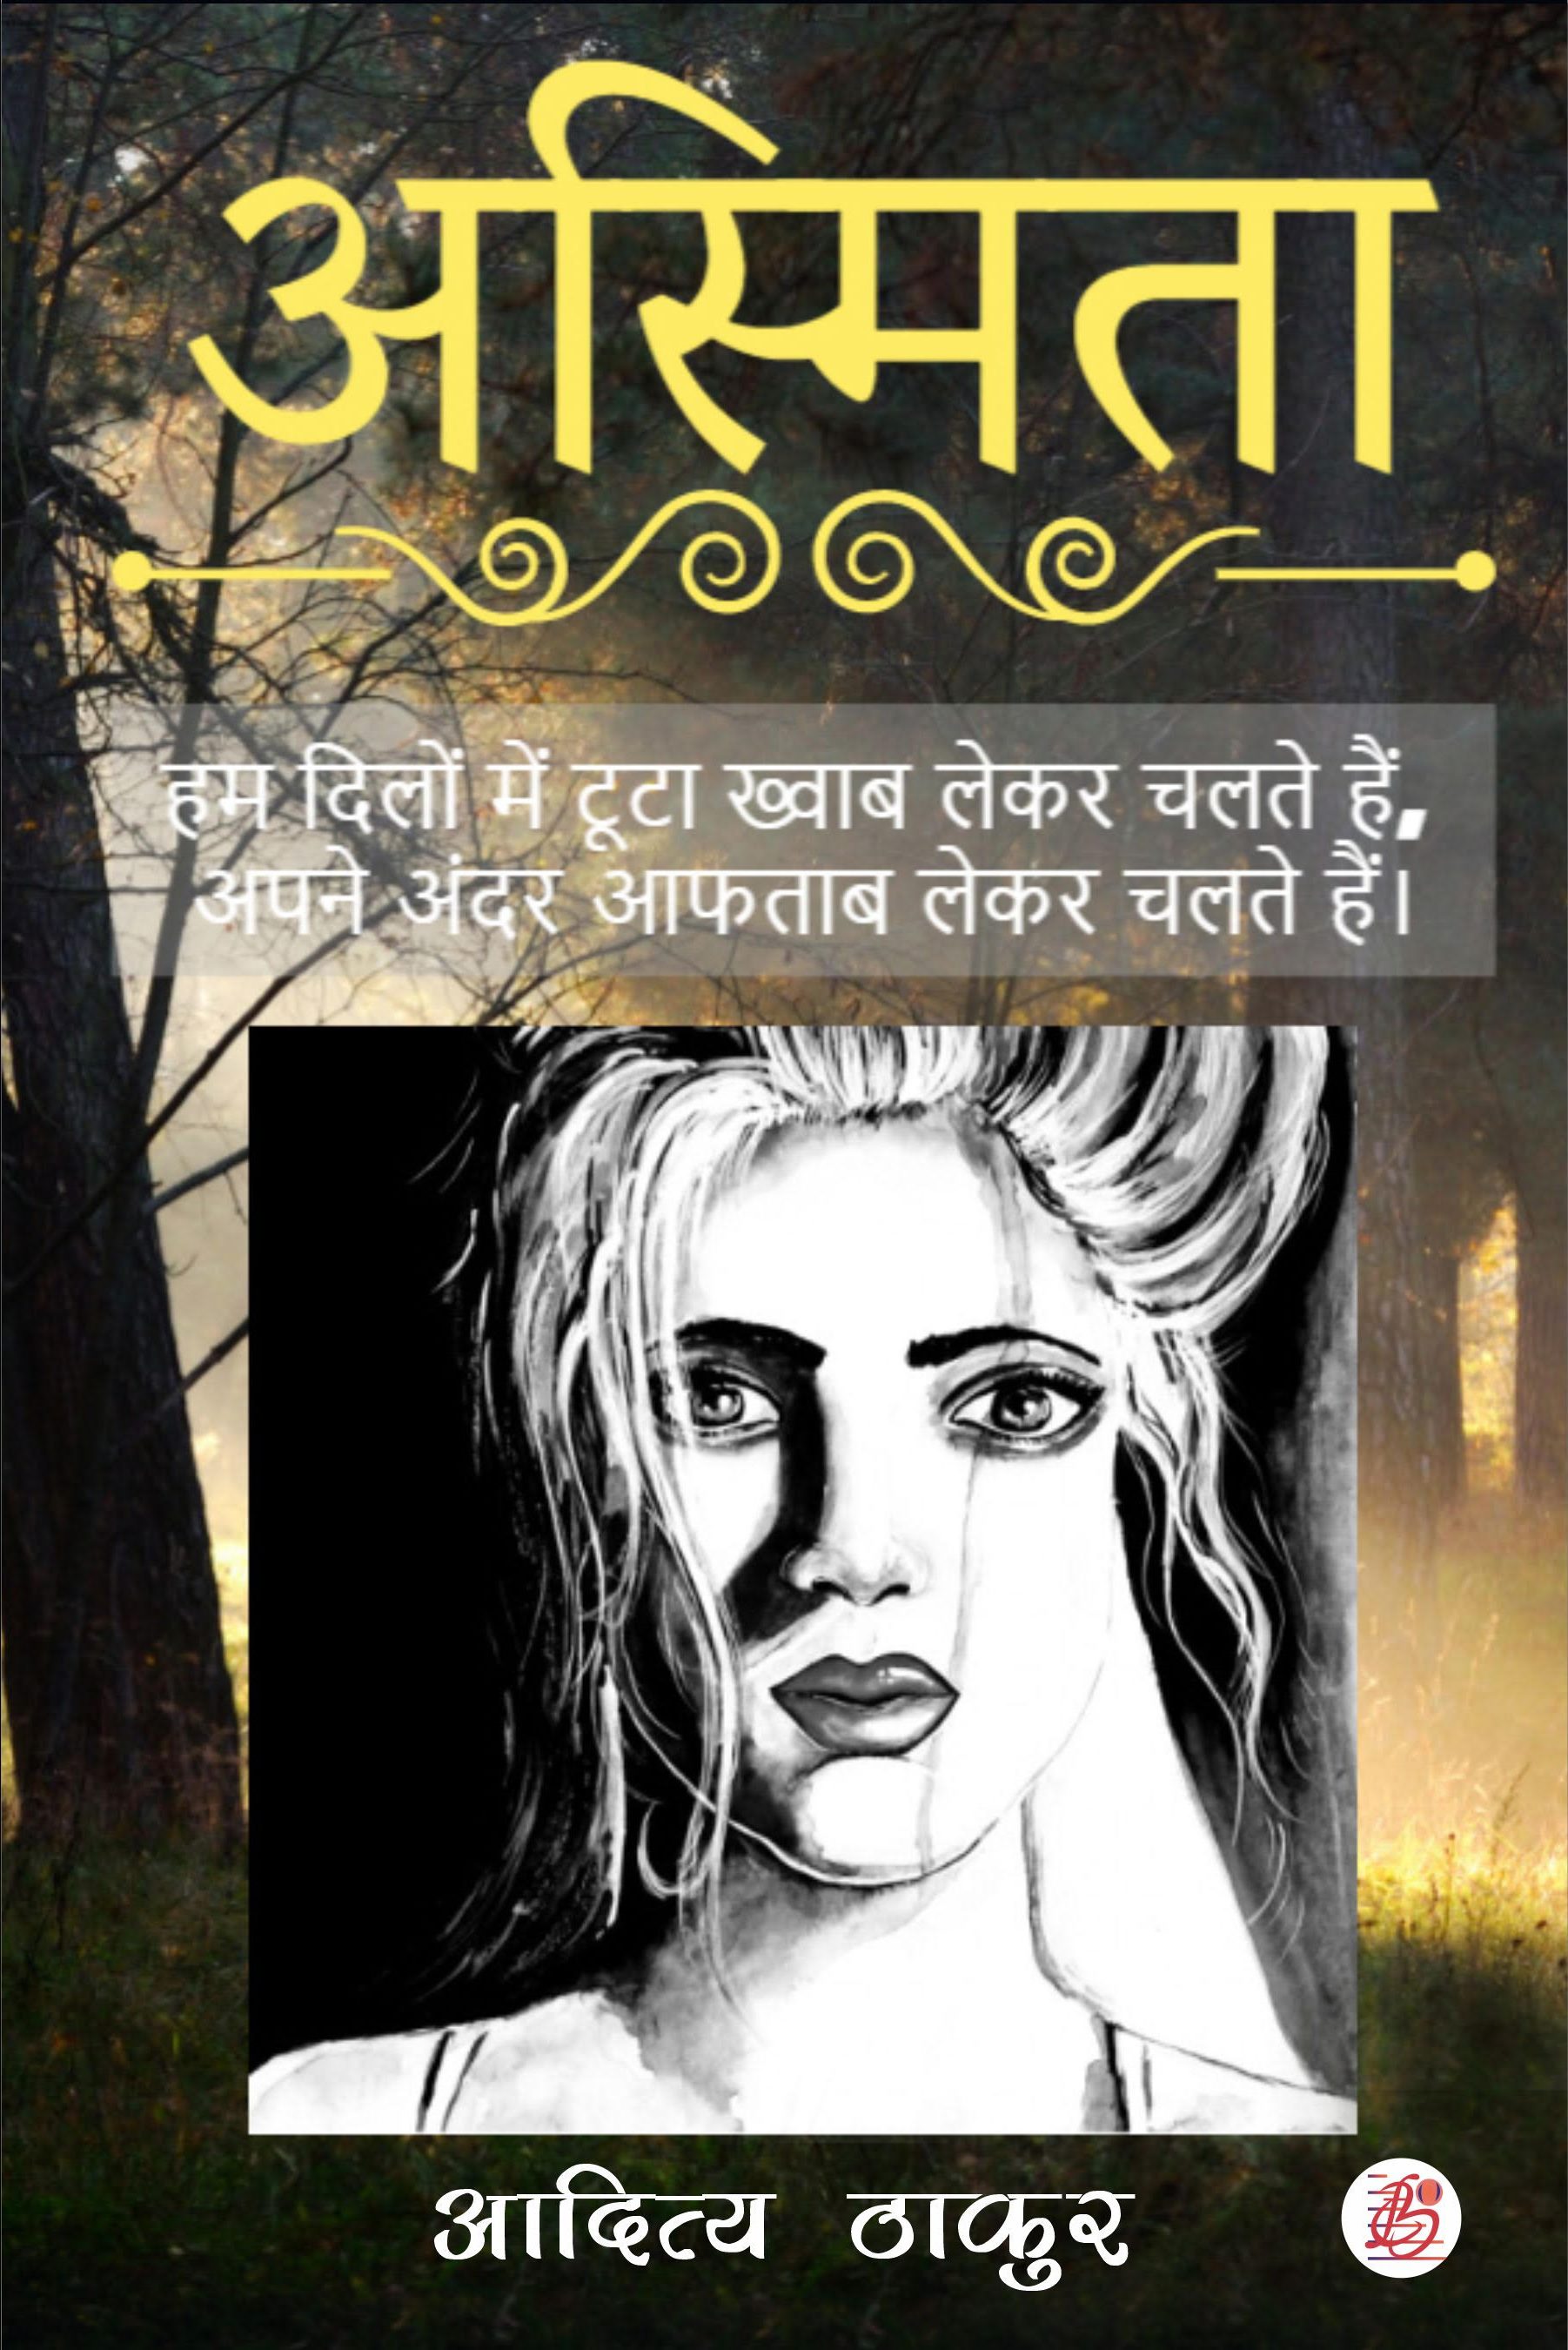 अस्मिता
हम दिलों में टूटा ख्वाब लेकर चलते हैं,
अपने अंदर आफताब लेकर चलते हैं।
आदित्य ठाकुर